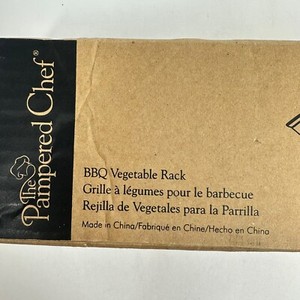 The
Pampered Chef®
BBQ Vegetable Rack
Grille à légumes pour le barbecue
Rejilla de Vegetales para la Parrilla
Made in China/Fabriqué en Chine/Hecho en China